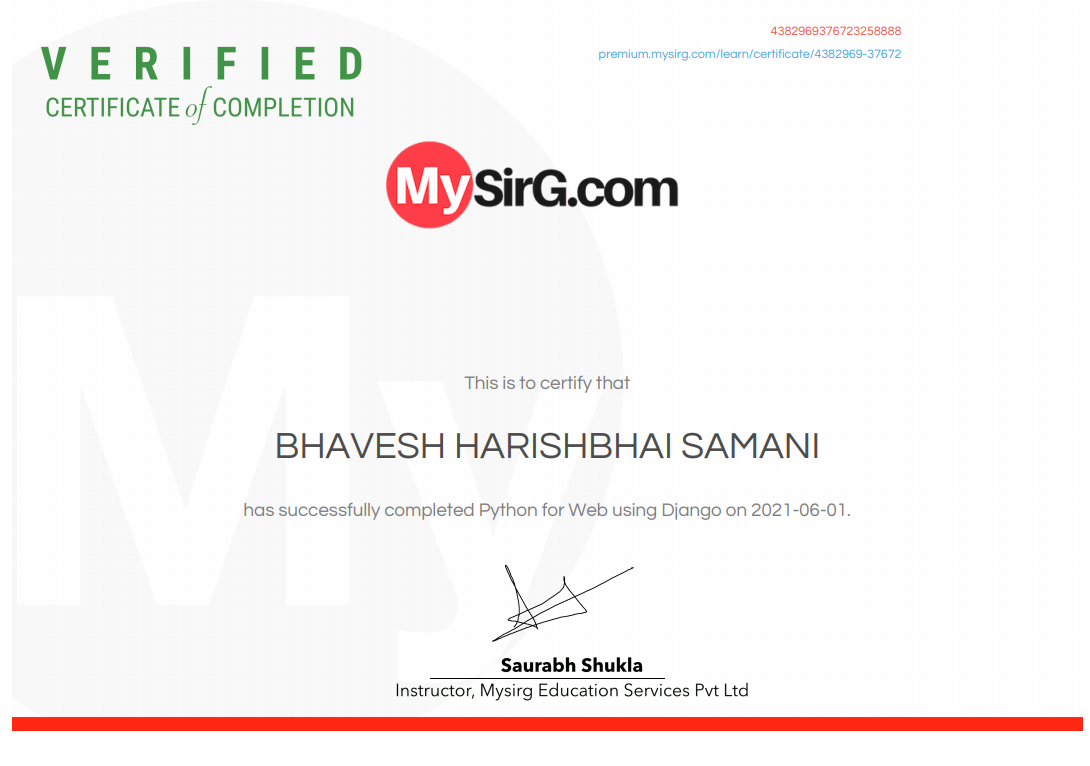 4382969376723258888
premium.mysirg.com/learn/certificate/4382969-37672
VERIFIED
CERTIFICATE of COMPLETION
MySirG.com
My
This is to certify that
BHAVESH HARISHBHAI SAMANI
has successfully completed Python for Web using Django on 2021-06-01.
Saurabh Shukla
Instructor, Mysirg Education Services Pvt Ltd